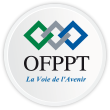 OFPPT
La Voie de l'Avenir